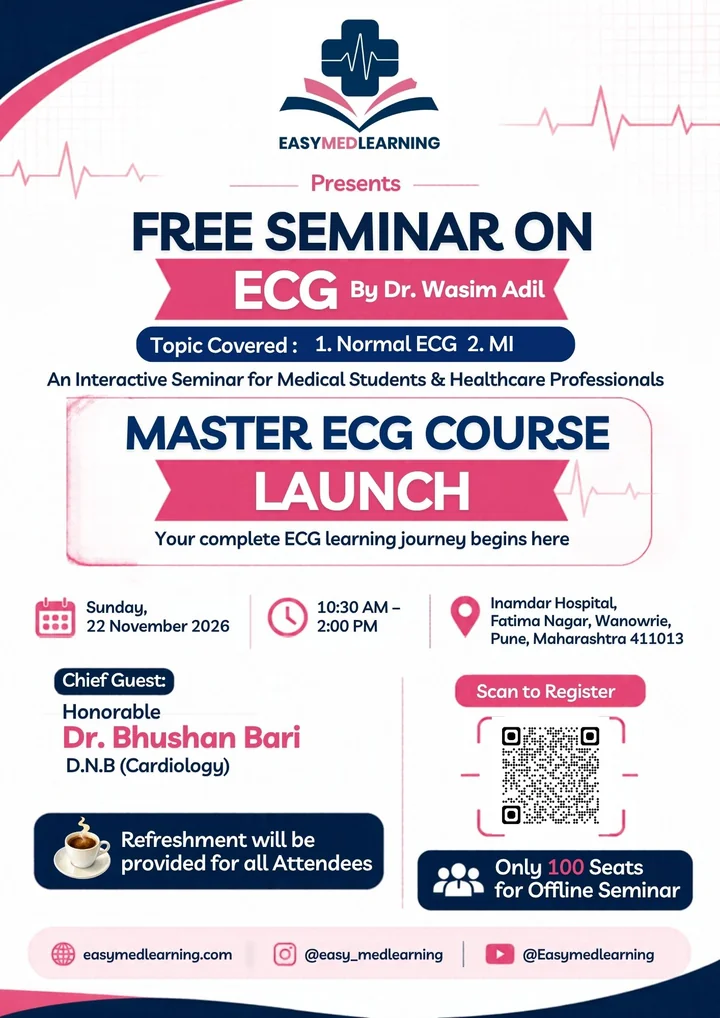 EASYMEDLEARNING
Presents
FREE SEMINAR ON
ECG By Dr. Wasim Adil
Topic Covered : 1. Normal ECG 2. MI
An Interactive Seminar for Medical Students & Healthcare Professionals
MASTER ECG COURSE
LAUNCH
Your complete ECG learning journey begins here
Sunday,
22 November 2026
10:30 AM –
2:00 PM
Inamdar Hospital,
Fatima Nagar, Wanowrie,
Pune, Maharashtra 411013
Chief Guest:
Honorable
Dr. Bhushan Bari
D.N.B (Cardiology)
Refreshment will be
provided for all Attendees
Scan to Register
Only 100 Seats
for Offline Seminar
easymedlearning.com
@easy_medlearning
@Easymedlearning